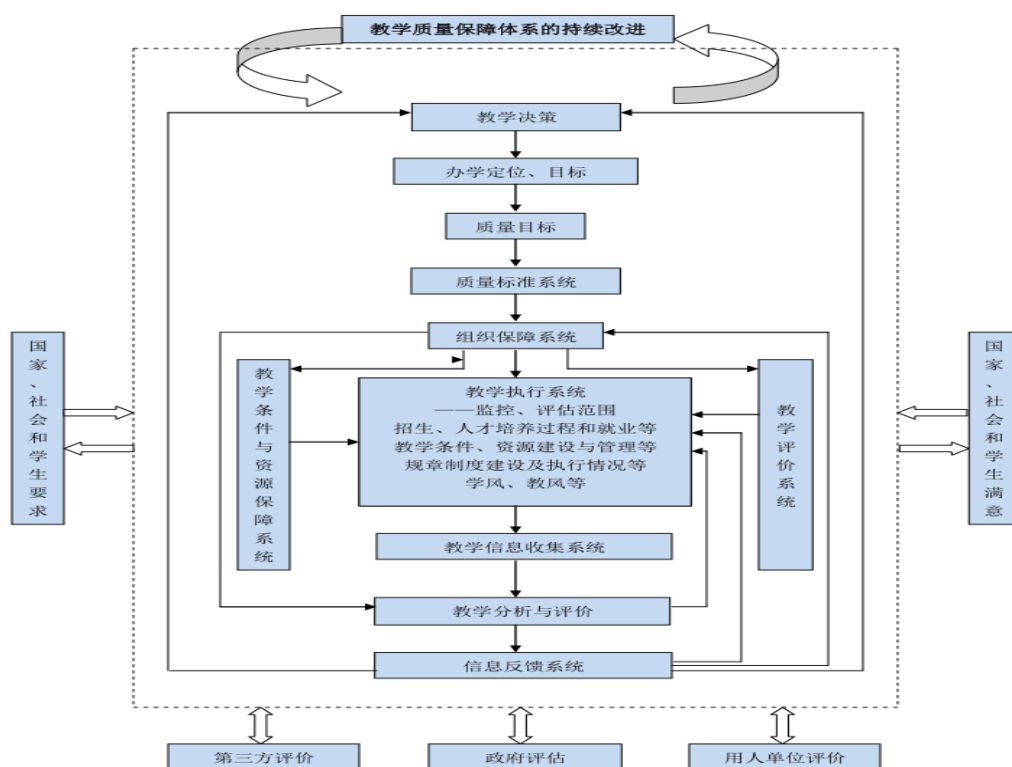 教学质量保障体系的持续改进
教学决策
办学定位、目标
质量目标
质量标准系统
组织保障系统
国家、社会和学生要求
教学条件与资源保障系统
教学执行系统
——监控、评估范围
招生、人才培养过程和就业等
教学条件、资源建设与管理等
规章制度建设及执行情况等
学风、教风等
教学评价系统
国家、社会和学生满意
教学信息收集系统
教学分析与评价
信息反馈系统
第三方评价
政府评估
用人单位评价